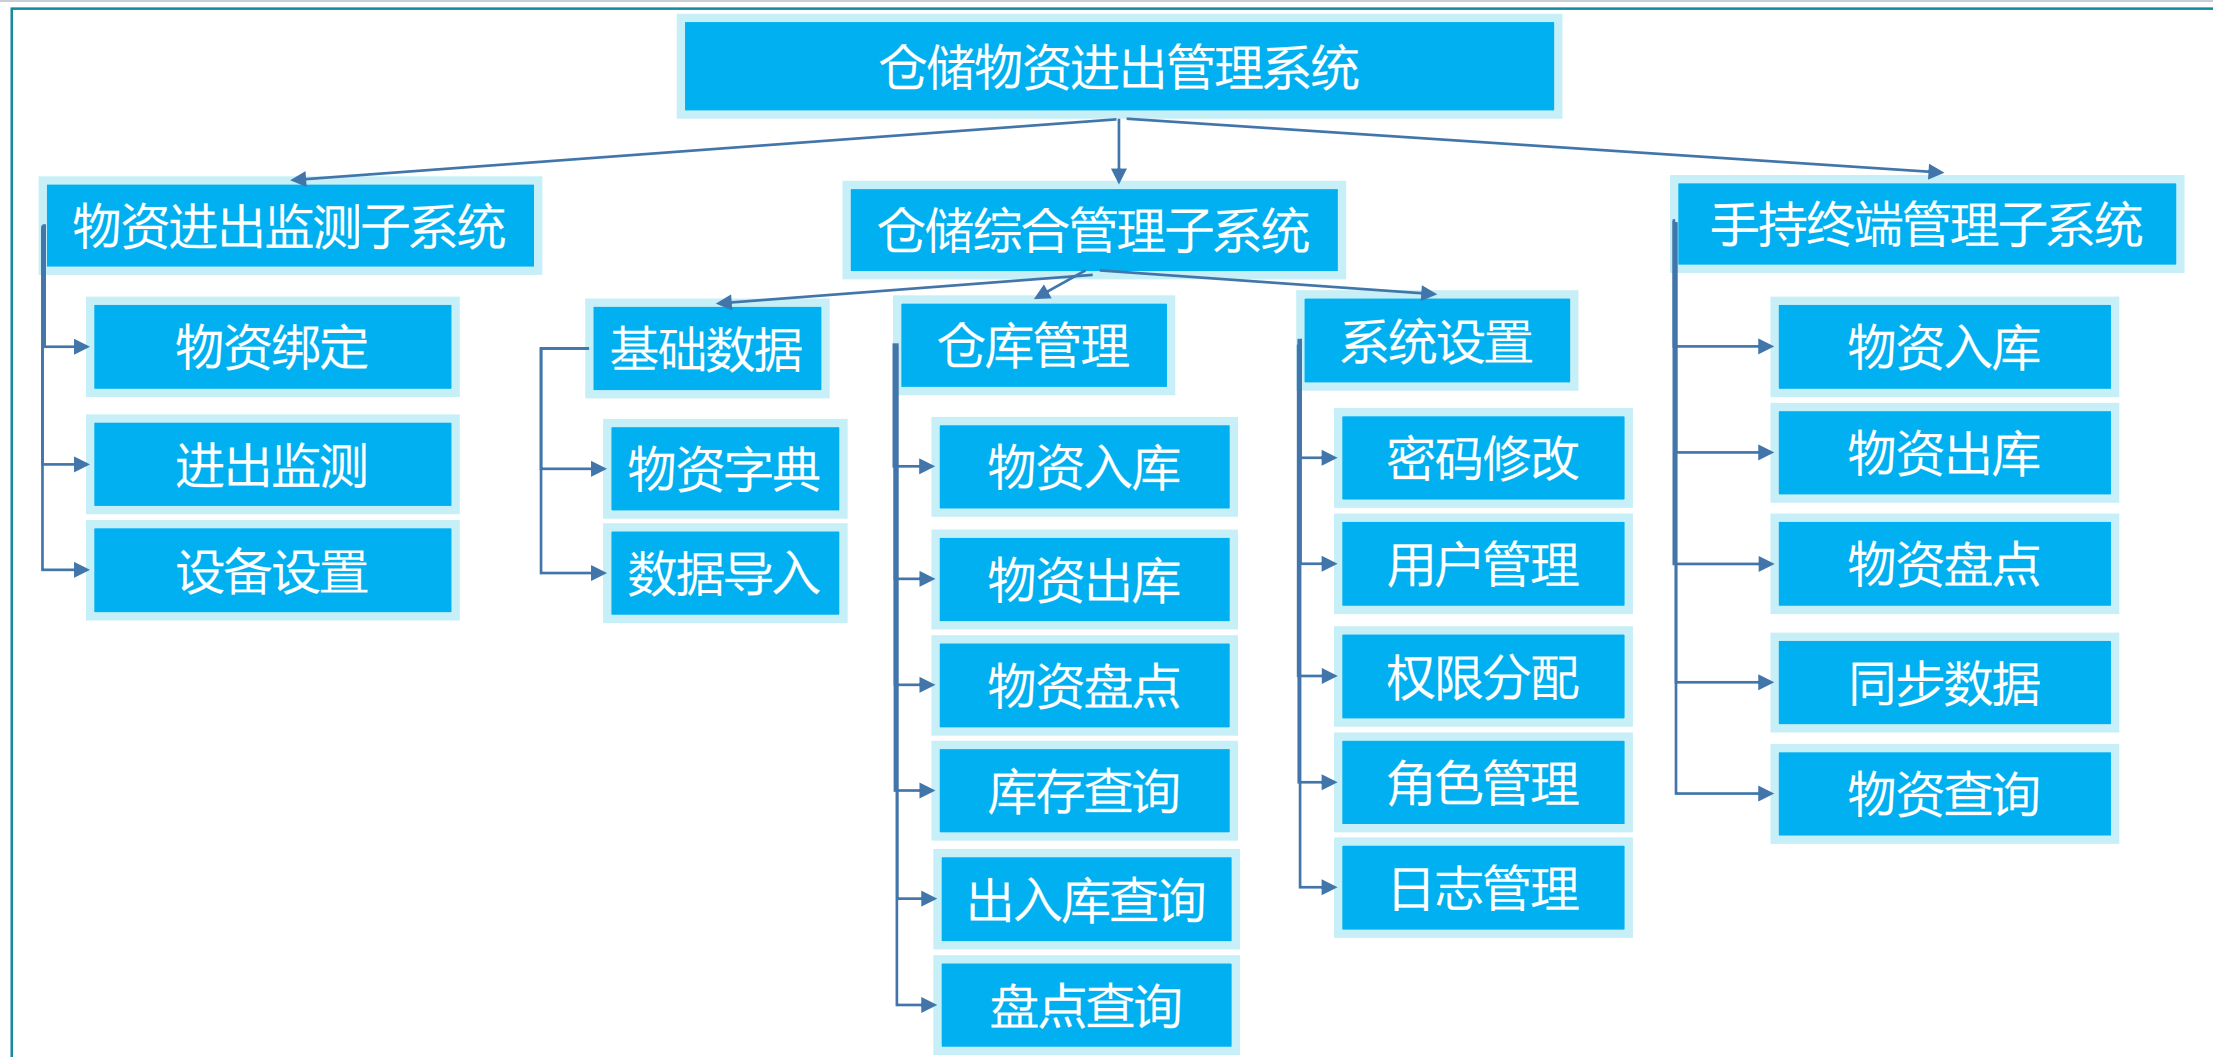 仓储物资进出管理系统
物资进出监测子系统
物资绑定
进出监测
设备设置
仓储综合管理子系统
基础数据
物资字典
数据导入
仓库管理
物资入库
物资出库
物资盘点
库存查询
出入库查询
盘点查询
系统设置
密码修改
用户管理
权限分配
角色管理
日志管理
手持终端管理子系统
物资入库
物资出库
物资盘点
同步数据
物资查询